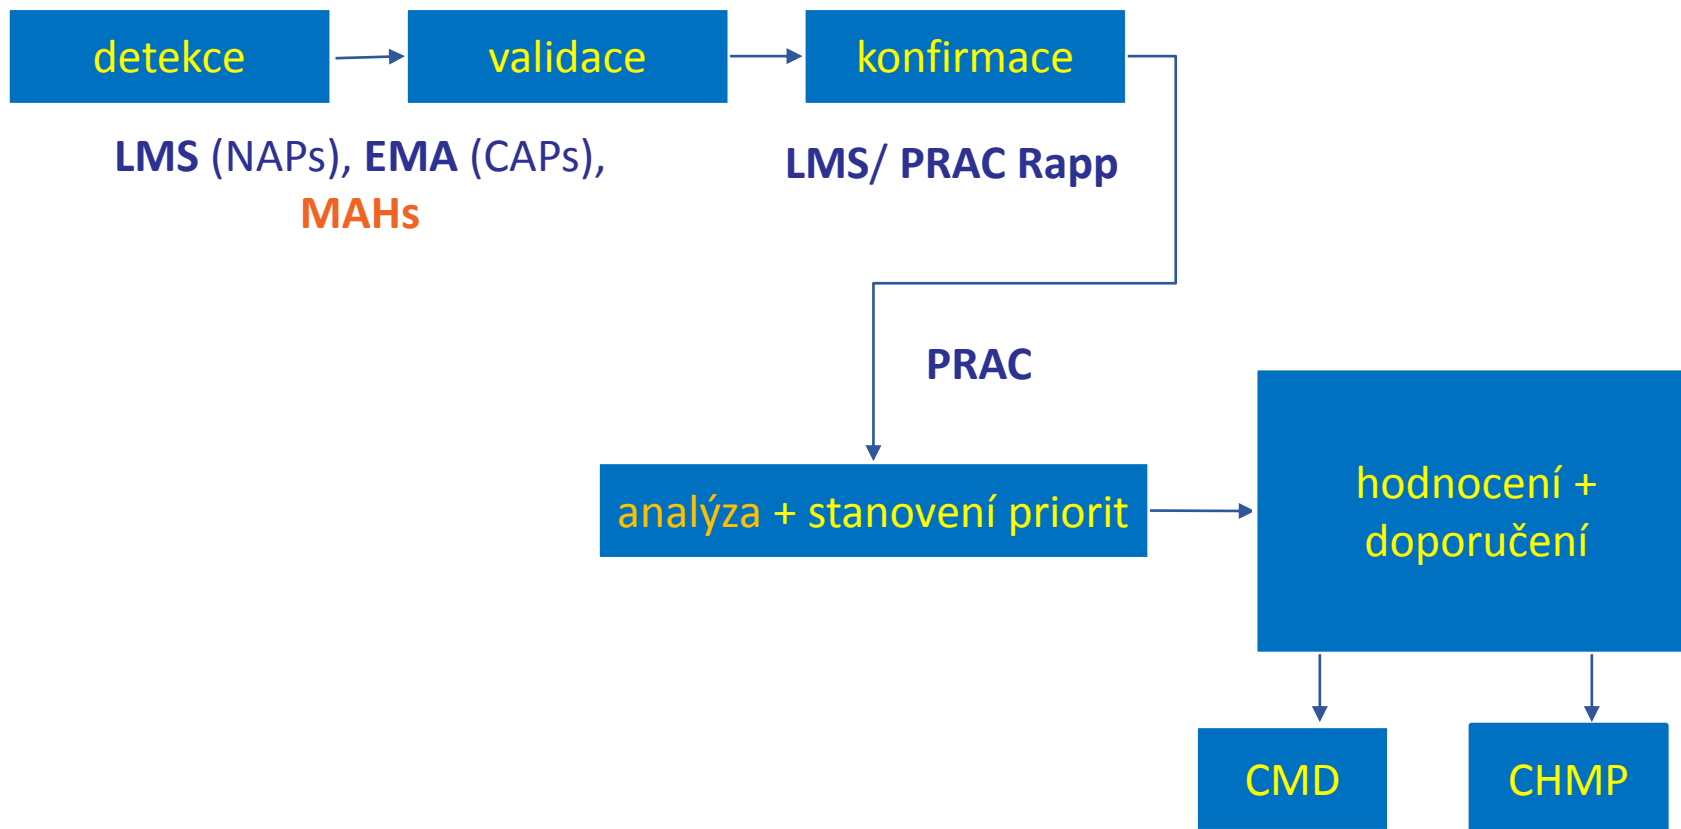 detekce
validace
konfirmace
LMS (NAPs), EMA (CAPs),
MAHs
LMS/ PRAC Rapp
PRAC
analýza + stanovení priorit
hodnocení +
doporučení
CMD
CHMP